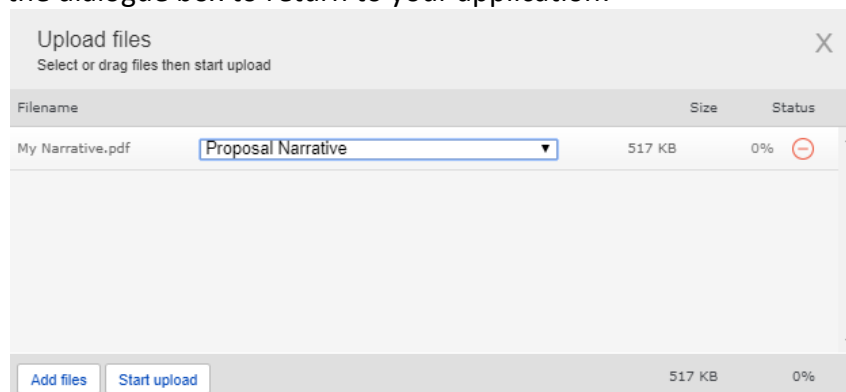 the dialogue box to return to your application.
Upload files
X
Select or drag files then start upload
Filename Size Status
My Narrative.pdf Proposal Narrative 517 KB 0%
Add files Start upload 517 KB 0%